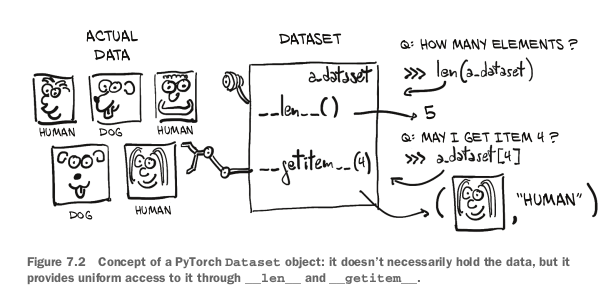 ACTUAL
DATA
HUMAN
DOG
HUMAN
DOG
HUMAN
DATASET
a_dataset
__len__()
__getitem__(4)
Q: HOW MANY ELEMENTS?
>>> len(a_dataset)
5
Q: MAY I GET ITEM 4?
>>> a_dataset[4]
( , "HUMAN")
Figure 7.2 Concept of a PyTorch Dataset object: it doesn't necessarily hold the data, but it
provides uniform access to it through __len__ and __getitem__.